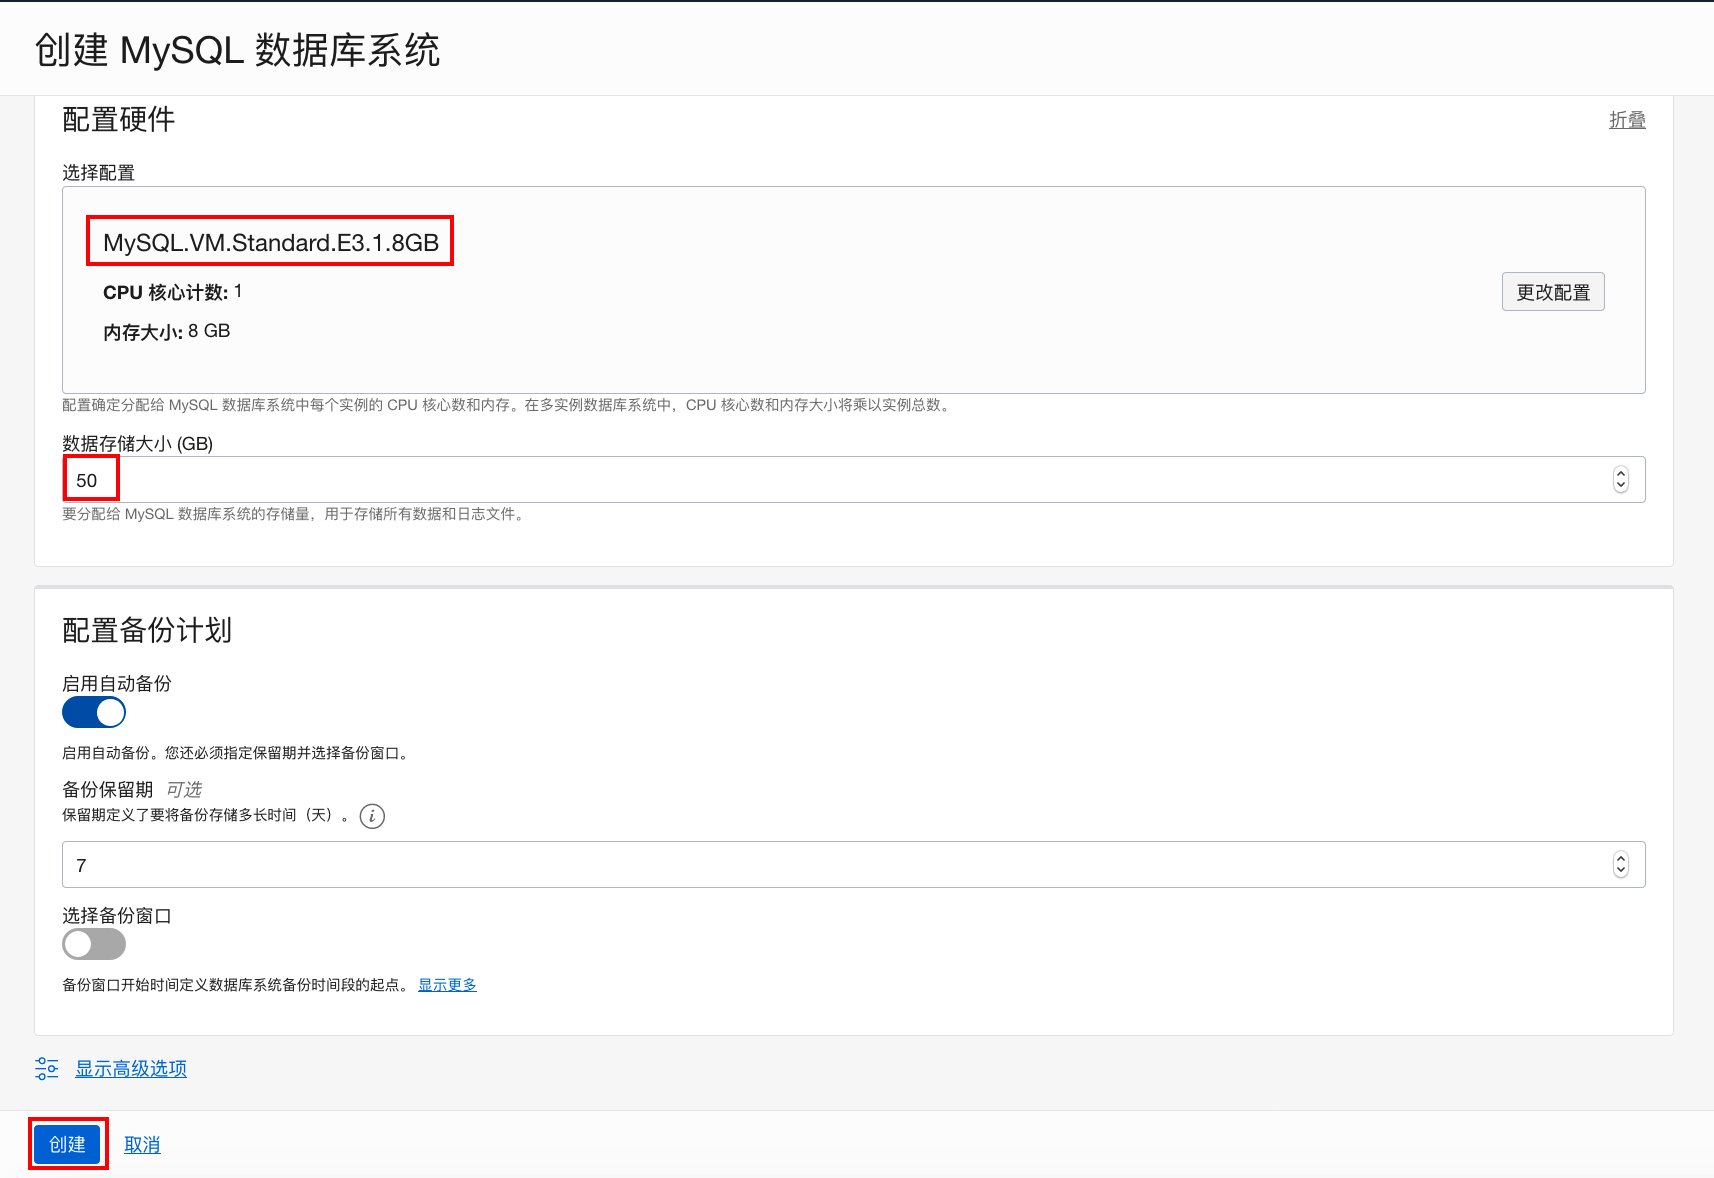 创建 MySQL 数据库系统
配置硬件
折叠
选择配置
MySQL.VM.Standard.E3.1.8GB
CPU 核心计数: 1
更改配置
内存大小: 8 GB
配置确定分配给 MySQL 数据库系统中每个实例的 CPU 核心数和内存。在多实例数据库系统中，CPU 核心数和内存大小将乘以实例总数。
数据存储大小 (GB)
50
要分配给 MySQL 数据库系统的存储量，用于存储所有数据和日志文件。
配置备份计划
启用自动备份
启用自动备份。您还必须指定保留期并选择备份窗口。
备份保留期 可选
保留期定义了要将备份存储多长时间（天）。 i
7
选择备份窗口
备份窗口开始时间定义数据库系统备份时间段的起点。 显示更多
显示高级选项
创建 取消